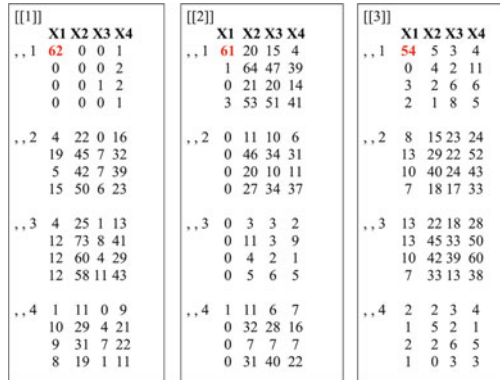 [[1]]
X1 X2 X3 X4
, , 1 62 0 0 1
0 0 0 2
0 0 1 2
0 0 0 1
, , 2 4 22 0 16
19 45 7 32
5 42 7 39
15 50 6 23
, , 3 4 25 1 13
12 73 8 41
12 60 4 29
12 58 11 43
, , 4 1 11 0 9
10 29 4 21
9 31 7 22
8 19 1 11
[[2]]
X1 X2 X3 X4
, , 1 61 20 15 4
1 64 47 39
0 21 20 14
3 53 51 41
, , 2 0 11 10 6
0 46 34 31
0 20 10 11
0 27 34 37
, , 3 0 3 3 2
0 11 3 9
0 4 2 1
0 5 6 5
, , 4 1 11 6 7
0 32 28 16
0 7 7 7
0 31 40 22
[[3]]
X1 X2 X3 X4
, , 1 54 5 3 4
0 4 2 11
3 2 6 6
2 1 8 5
, , 2 8 15 23 24
13 29 22 52
10 40 24 43
7 18 17 33
, , 3 13 22 18 28
13 45 33 50
10 42 39 60
7 33 13 38
, , 4 2 2 3 4
1 5 2 1
2 2 6 5
1 0 3 3